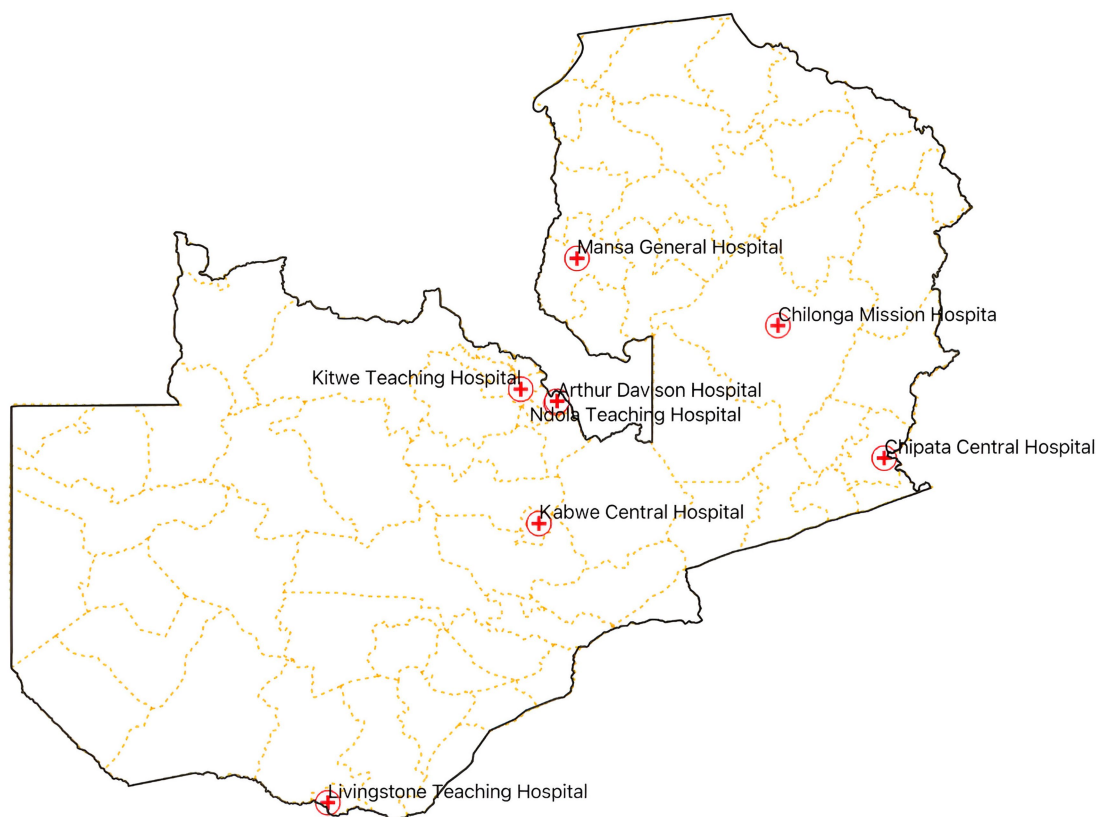 Mansa General Hospital
Chilonga Mission Hospita
Kitwe Teaching Hospital
Arthur Davison Hospital
Ndola Teaching Hospital
Chipata Central Hospital
Kabwe Central Hospital
Livingstone Teaching Hospital